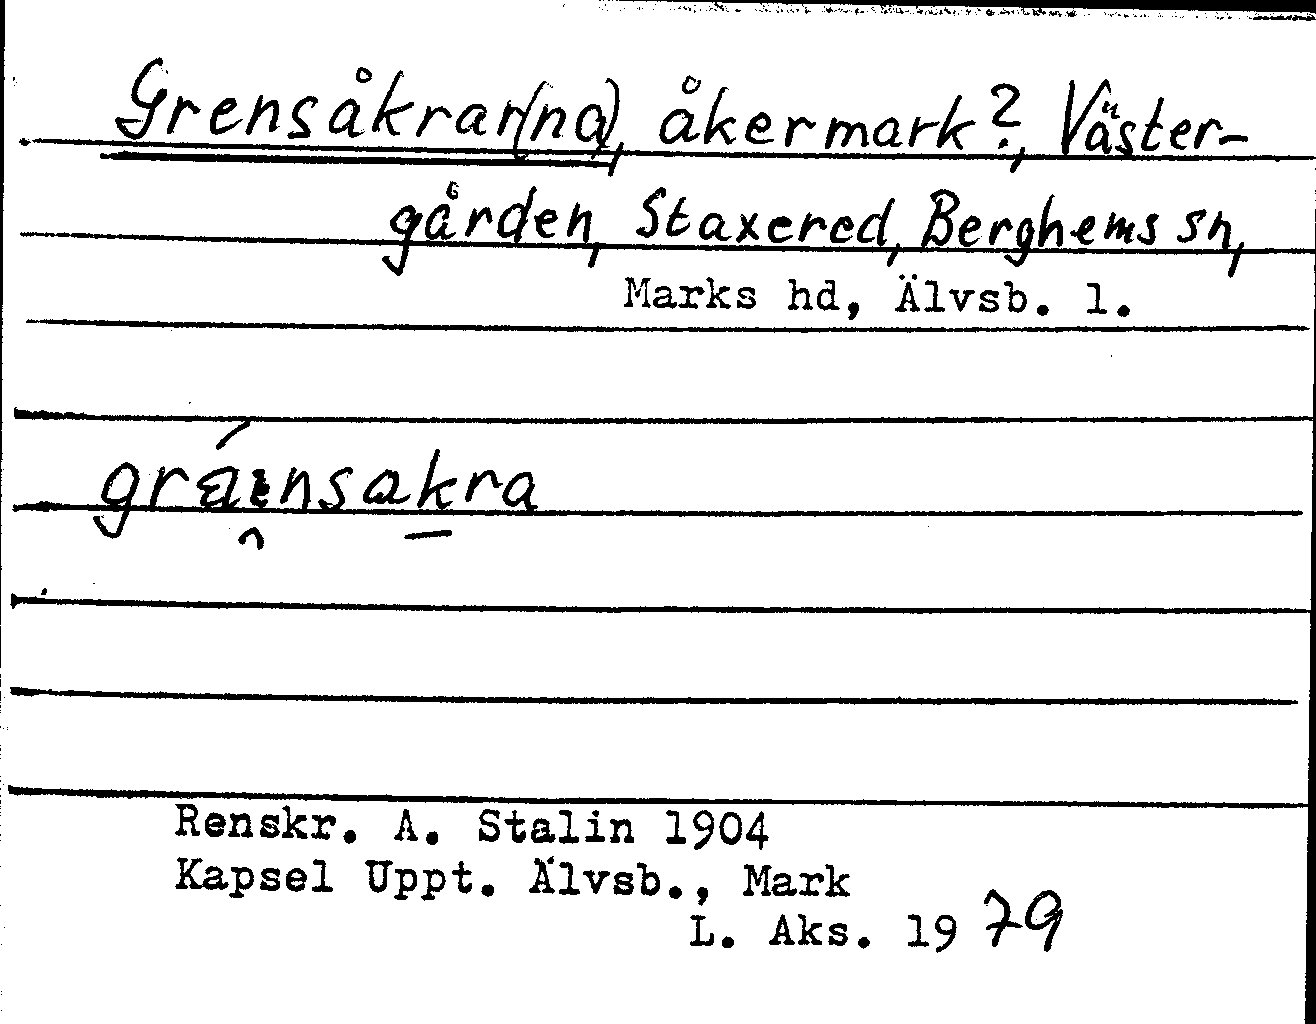 Grensåkrar(na), åkermark?, Väster-
gården, Staxered, Berghems sn,
Marks hd, Älvsb. l.
Renskr. A. Stalin 1904
Kapsel Uppt. Älvsb., Mark
L. Aks. 1979